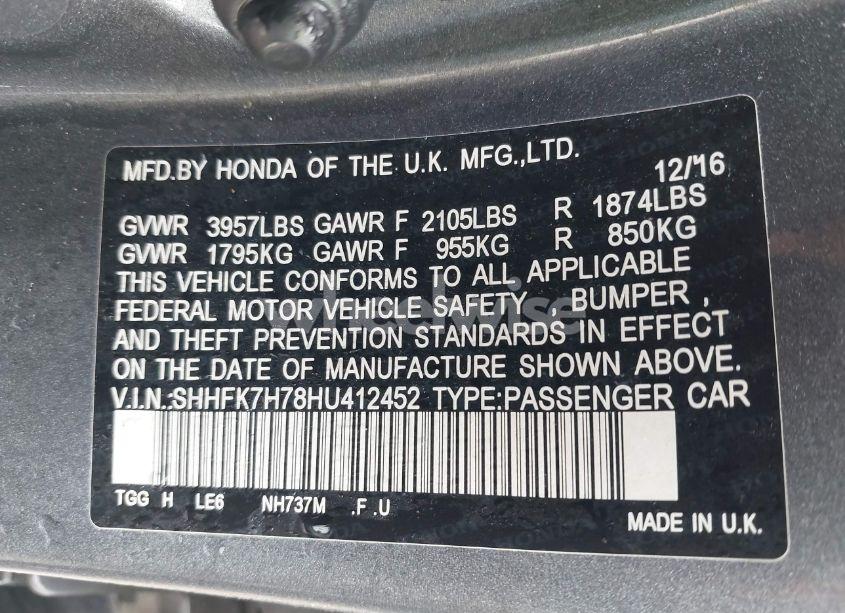 MFD.BY HONDA OF THE U.K. MFG.,LTD. 12/'16
GVWR 3957LBS GAWR F 2105LBS R 1874LBS
GVWR 1795KG GAWR F 955KG R 850KG
THIS VEHICLE CONFORMS TO ALL APPLICABLE
FEDERAL MOTOR VEHICLE SAFETY , BUMPER ,
AND THEFT PREVENTION STANDARDS IN EFFECT
ON THE DATE OF MANUFACTURE SHOWN ABOVE.
V.I.N.:SHHFK7H78HU412452 TYPE:PASSENGER CAR
TGG H LE6 NH737M .F .U
MADE IN U.K.
wheelwise